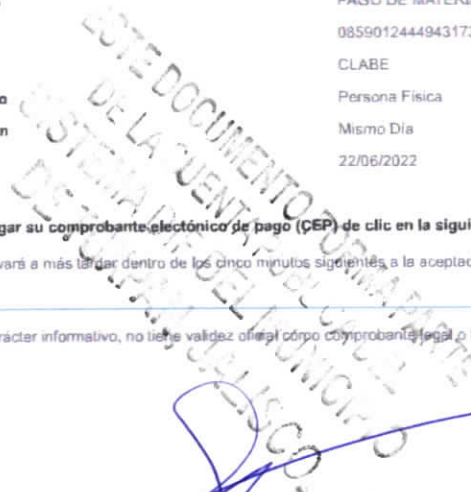 PAGO DE MATER
085901244494317
CLABE
a
Persona Física
n
Mismo Día
22/06/2022
gar su comprobante electónico de pago (CEP) de clic en la sigui
vará a más tardar dentro de los cinco minutos siguientes a la aceptac
rácter informativo, no tiene validez oficial como comprobante legal o
ESTE DOCUMENTO FORMA PARTE
DE LA CUENTA PUBLICA DEL
SISTEMA DIF DEL MUNICIPIO
DE TUXPAN, JALISCO